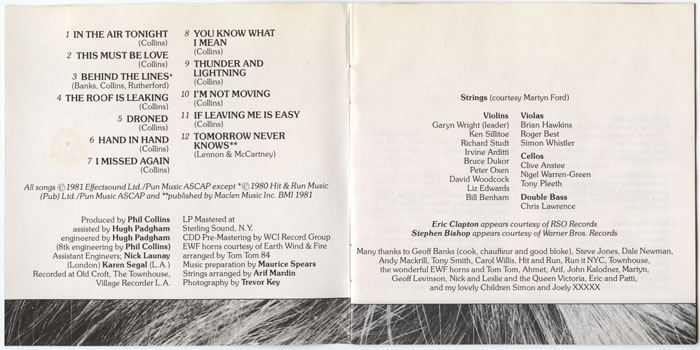 1 IN THE AIR TONIGHT
(Collins)
2 THIS MUST BE LOVE
(Collins)
3 BEHIND THE LINES*
(Banks, Collins, Rutherford)
4 THE ROOF IS LEAKING
(Collins)
5 DRONED
(Collins)
6 HAND IN HAND
(Collins)
7 I MISSED AGAIN
(Collins)
8 YOU KNOW WHAT
I MEAN
(Collins)
9 THUNDER AND
LIGHTNING
(Collins)
10 I'M NOT MOVING
(Collins)
11 IF LEAVING ME IS EASY
(Collins)
12 TOMORROW NEVER
KNOWS**
(Lennon & McCartney)
All songs ©1981 Effectsound Ltd./Pun Music ASCAP except *©1980 Hit & Run Music
(Pub) Ltd./Pun Music ASCAP and **published by Maclen Music Inc. BMI 1981
Produced by Phil Collins
assisted by Hugh Padgham
engineered by Hugh Padgham
(8th engineering by Phil Collins)
Assistant Engineers; Nick Launay
(London) Karen Segal (L.A.)
Recorded at Old Croft, The Townhouse,
Village Recorder L.A.
LP Mastered at
Sterling Sound, N.Y.
CDD Pre-Mastering by WCI Record Group
EWF horns courtesy of Earth Wind & Fire
arranged by Tom Tom 84
Music preparation by Maurice Spears
Strings arranged by Arif Mardin
Photography by Trevor Key
Strings (courtesy Martyn Ford)
Violins
Garyn Wright (leader)
Ken Sillitoe
Richard Studt
Irvine Arditti
Bruce Dukor
Peter Oxen
David Woodcock
Liz Edwards
Bill Benham
Violas
Brian Hawkins
Roger Best
Simon Whistler
Cellos
Clive Anstee
Nigel Warren-Green
Tony Pleeth
Double Bass
Chris Lawrence
Eric Clapton appears courtesy of RSO Records
Stephen Bishop appears courtesy of Warner Bros. Records
Many thanks to Geoff Banks (cook, chauffeur and good bloke), Steve Jones, Dale Newman,
Andy Mackrill, Tony Smith, Carol Willis, Hit and Run, Run it NYC, Townhouse,
the wonderful EWF horns and Tom Tom, Ahmet, Arif, John Kalodner, Martyn,
Geoff Levinson, Nick and Leslie and the Queen Victoria, Eric and Patti,
and my lovely Children Simon and Joely XXXXX